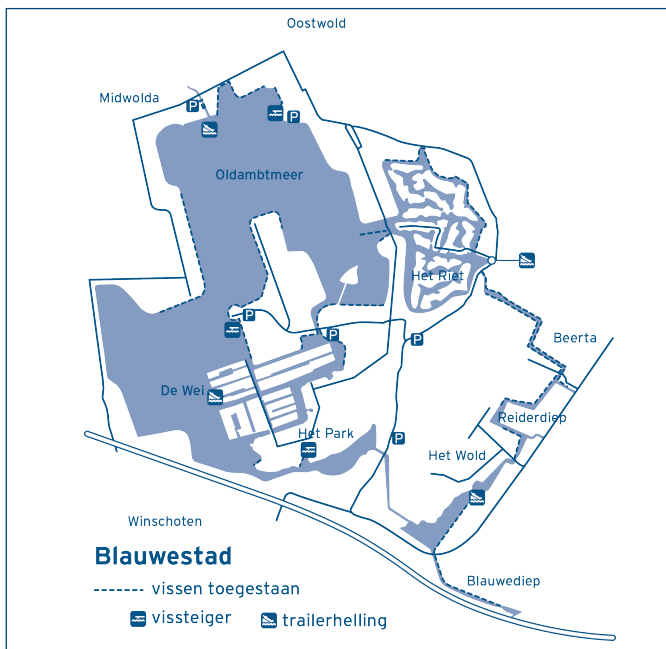 Oostwold
Midwolda
P
P
Oldambtmeer
Het Riet
P
P
P
Beerta
De Wei
Reiderdiep
Het Park
P
Het Wold
Winschoten
Blauwestad
Blauwediep
vissen toegestaan
vissteiger
trailerhelling